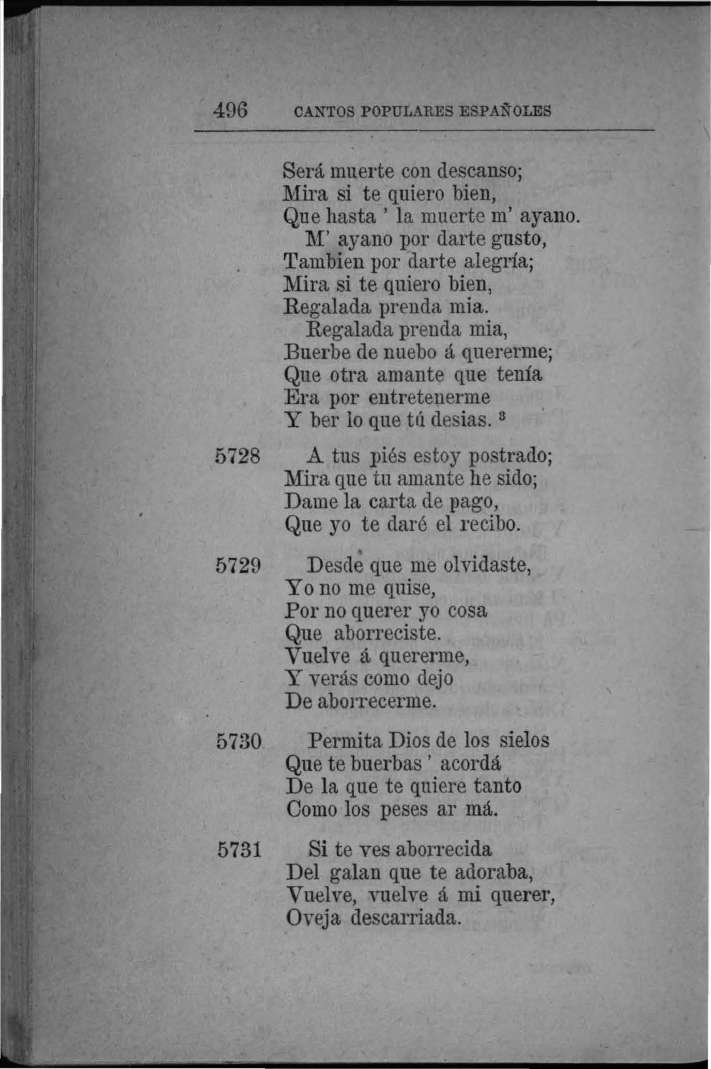 496 CANTOS POPULARES ESPAÑOLES
Será muerte con descanso;
Mira si te quiero bien,
Que hasta ' la muerte m' ayano.
M' ayano por darte gusto,
Tambien por darte alegría;
Mira si te quiero bien,
Regalada prenda mia.
Regalada prenda mia,
Buerbe de nuebo á quererme;
Que otra amante que tenía
Era por entretenerme
Y ber lo que tú desias. ³
5728 A tus piés estoy postrado;
Mira que tu amante he sido;
Dame la carta de pago,
Que yo te daré el recibo.
5729 Desde que me olvidaste,
Yo no me quise,
Por no querer yo cosa
Que aborreciste.
Vuelve á quererme,
Y verás como dejo
De aborrecerme.
5730 Permita Dios de los sielos
Que te buerbas ' acordá
De la que te quiere tanto
Como los peses ar má.
5731 Si te ves aborrecida
Del galan que te adoraba,
Vuelve, vuelve á mi querer,
Oveja descarriada.